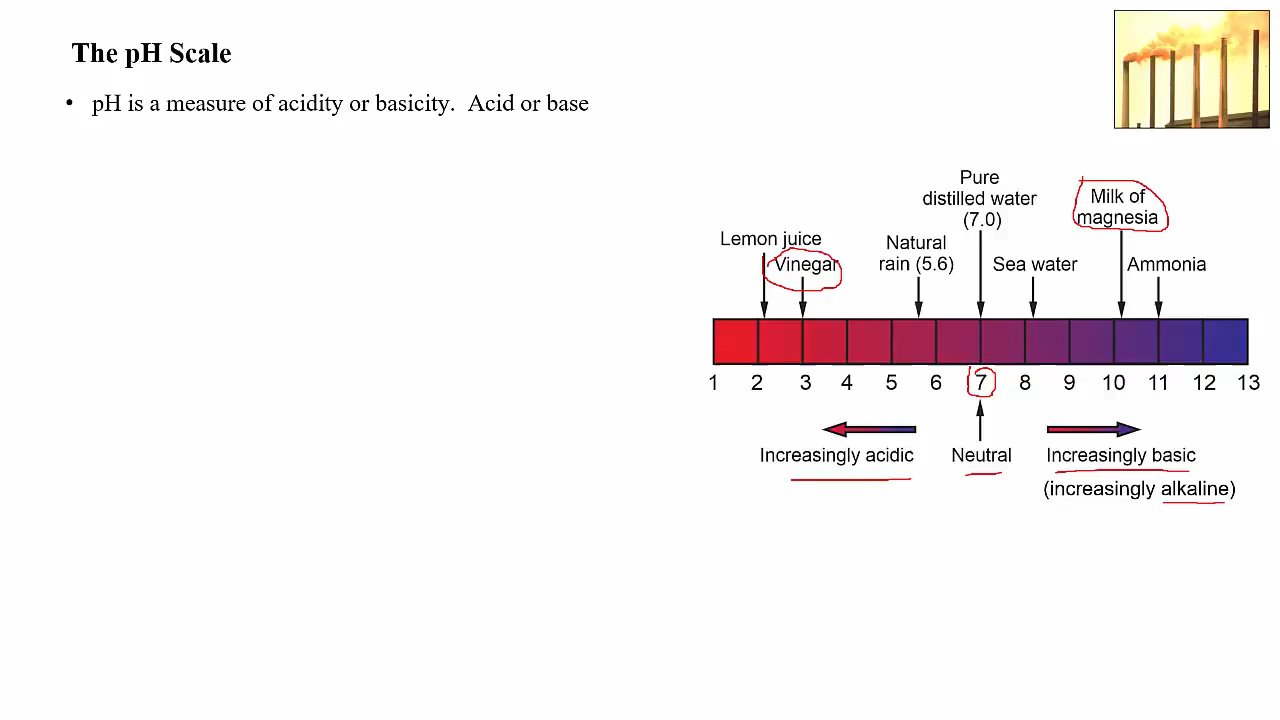 The pH Scale
• pH is a measure of acidity or basicity.  Acid or base
Pure
distilled water
(7.0)
Milk of
magnesia
Lemon juice
Vinegar
Natural
rain (5.6)
Sea water
Ammonia
1 2 3 4 5 6 7 8 9 10 11 12 13
Increasingly acidic
Neutral
Increasingly basic
(increasingly alkaline)